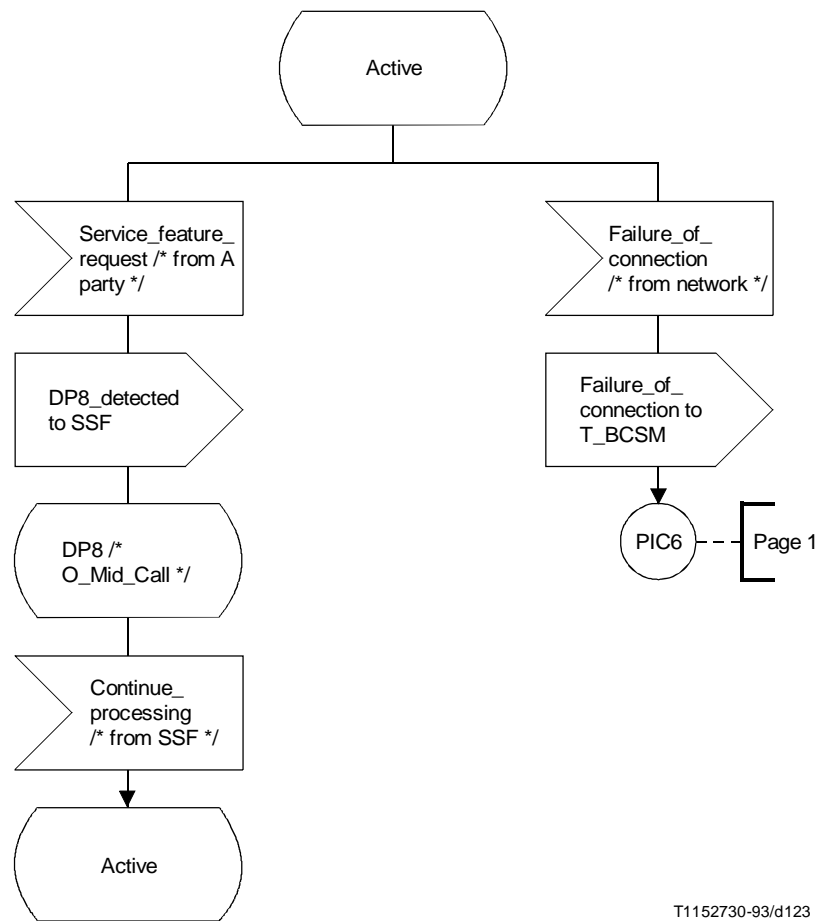 Active
Service_feature_
request /* from A
party */
DP8_detected
to SSF
DP8 /*
O_Mid_Call */
Continue_
processing
/* from SSF */
Active
Failure_of_
connection
/* from network */
Failure_of_
connection to
T_BCSM
PIC6
Page 1
T1152730-93/d123